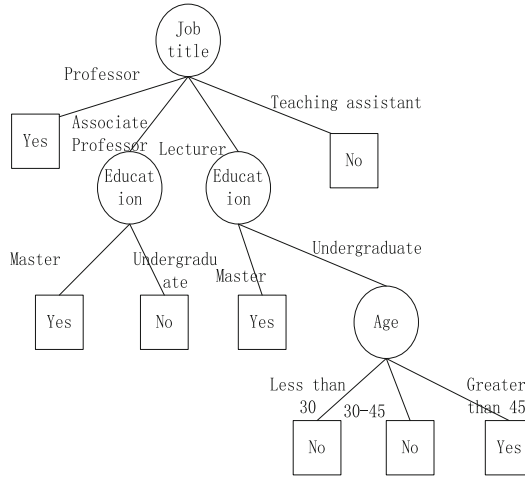 Job
title
Professor
Teaching assistant
Associate
Professor
Lecturer
Yes
No
Educat
ion
Educat
ion
Master
Undergradu
ate
Master
Undergraduate
Yes
No
Yes
Age
Less than
30
30-45
Greater
than 45
No
No
Yes